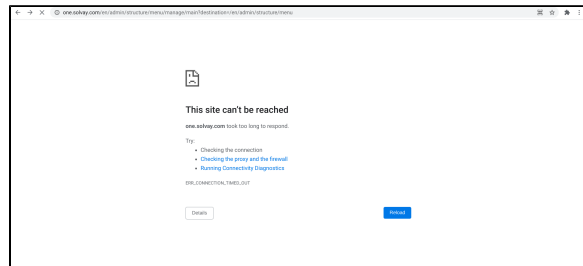 one.solvay.com/en/admin/structure/menu/manage/main?destination=/en/admin/structure/menu
This site can't be reached
one.solvay.com took too long to respond.
Try:
Checking the connection
Checking the proxy and the firewall
Running Connectivity Diagnostics
ERR_CONNECTION_TIMED_OUT
Details
Reload